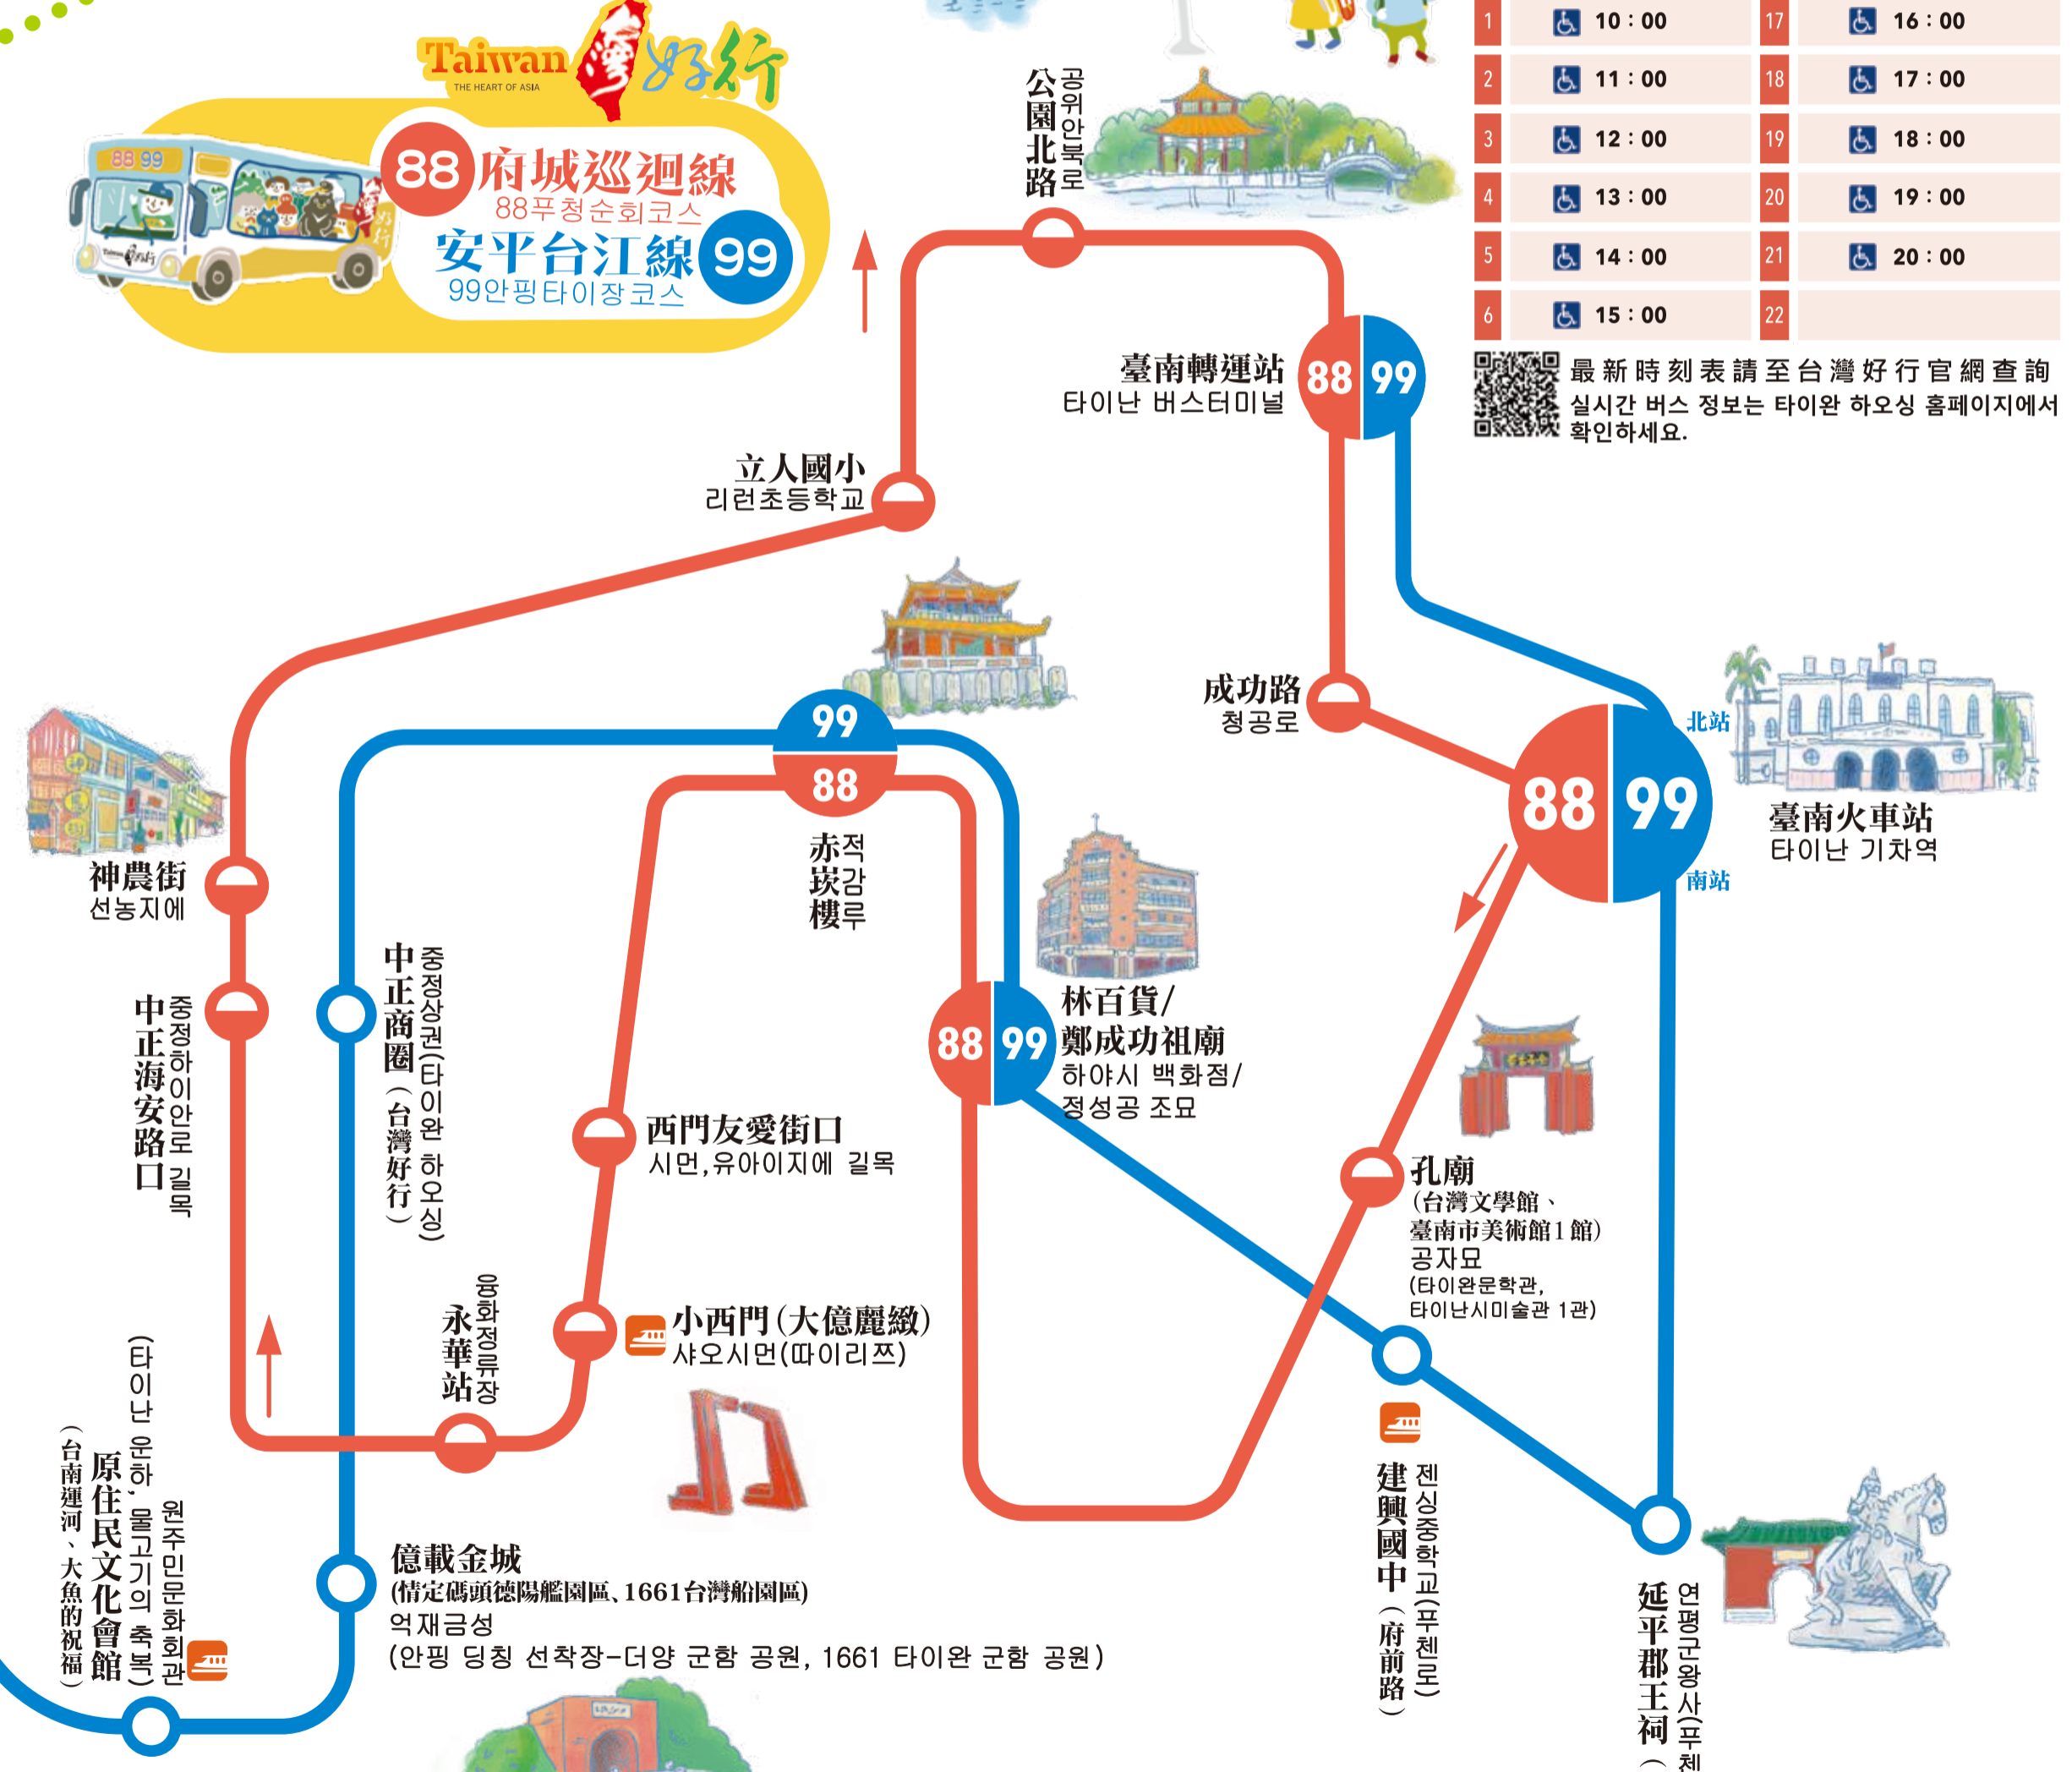 Taiwan 灣好行
THE HEART OF ASIA
88 99
88 府城巡迴線
88푸청순회코스
安平台江線 99
99안핑타이장코스
1 10：00 17 16：00
2 11：00 18 17：00
3 12：00 19 18：00
4 13：00 20 19：00
5 14：00 21 20：00
6 15：00 22
最新時刻表請至台灣好行官網查詢
실시간 버스 정보는 타이완 하오싱 홈페이지에서
확인하세요.
公園北路
공위안북로
臺南轉運站
타이난 버스터미널
88 99
立人國小
리런초등학교
成功路
청공로
北站
88 99
南站
臺南火車站
타이난 기차역
99
88
赤崁樓
적감루
神農街
선농지에
中正海安路口
중정하이안로 길목
中正商圈（台灣好行）
중정상권(타이완 하오싱)
88 99
林百貨/
鄭成功祖廟
하야시 백화점/
정성공 조묘
西門友愛街口
시먼,유아이지에 길목
孔廟
(台灣文學館、
臺南市美術館1館)
공자묘
(타이완문학관,
타이난시미술관 1관)
小西門(大億麗緻)
샤오시먼(따이리쯔)
永華站
융화정류장
建興國中（府前路）
젠싱중학교(푸첸로)
延平郡王祠（
연평군왕사(푸첸
億載金城
(情定碼頭德陽艦園區、1661台灣船園區)
억재금성
(안핑 딩칭 선착장-더양 군함 공원, 1661 타이완 군함 공원)
原住民文化會館
（台南運河、大魚的祝福）
원주민문화회관
(타이난 운하, 물고기의 축복)